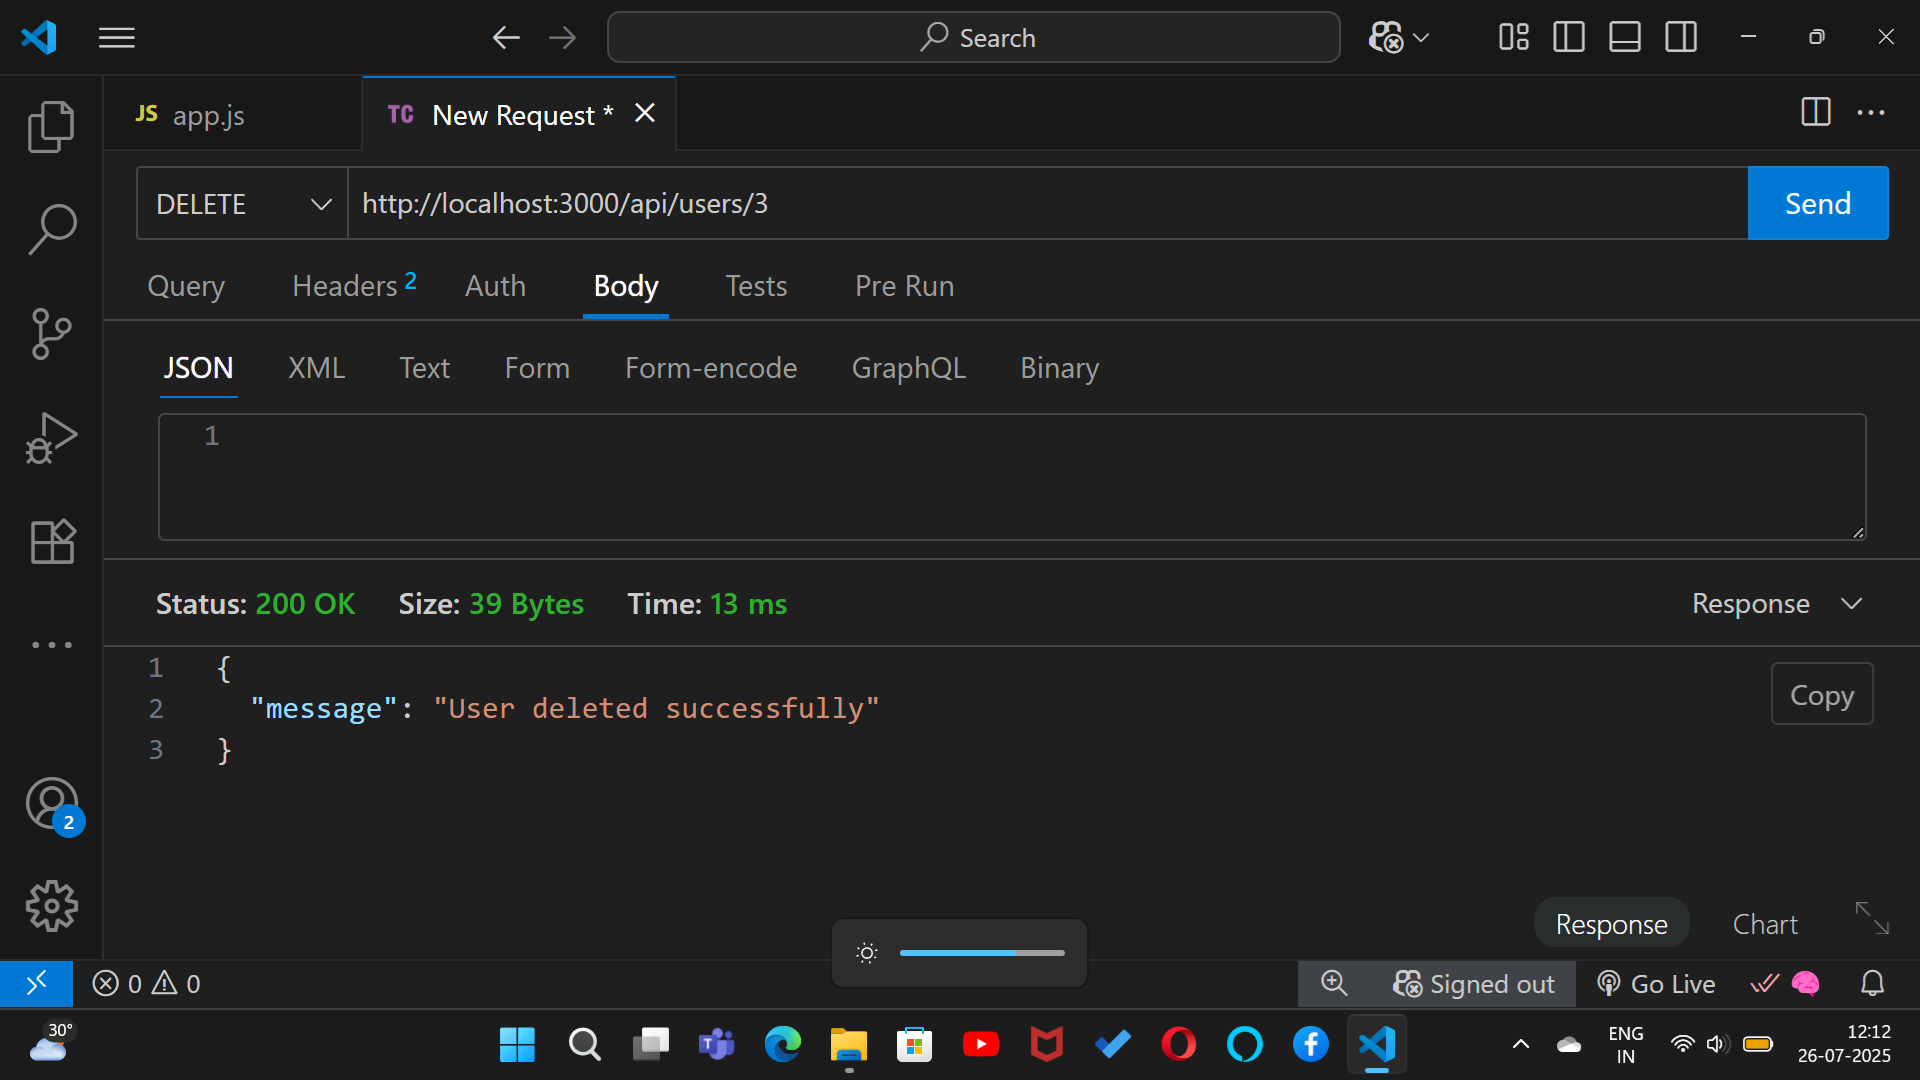 Search
JS app.js
TC New Request *
DELETE http://localhost:3000/api/users/3 Send
Query Headers 2 Auth Body Tests Pre Run
JSON XML Text Form Form-encode GraphQL Binary
1
Status: 200 OK Size: 39 Bytes Time: 13 ms Response
1 {
2 "message": "User deleted successfully"
3 }
Copy
2
Response Chart
0 0 Signed out Go Live
30°
ENG
IN
12:12
26-07-2025